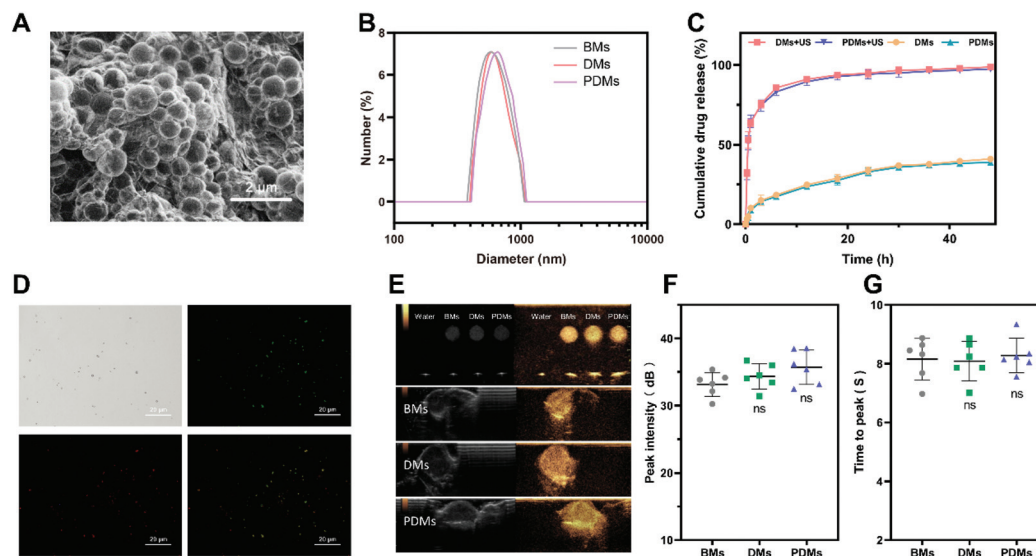 A
2 μm
B
Number (%)
8
6
4
2
0
100
1000
10000
Diameter (nm)
BMs
DMs
PDMs
C
Cumulative drug release (%)
100
50
0
0
20
40
Time (h)
DMs+US
PDMs+US
DMs
PDMs
D
20 μm
20 μm
20 μm
20 μm
E
Water BMs DMs PDMs
Water BMs DMs PDMs
BMs
DMs
PDMs
F
Peak intensity (dB)
40
35
30
25
20
ns
ns
BMs DMs PDMs
G
Time to peak (S)
10
8
6
4
2
ns
ns
BMs DMs PDMs